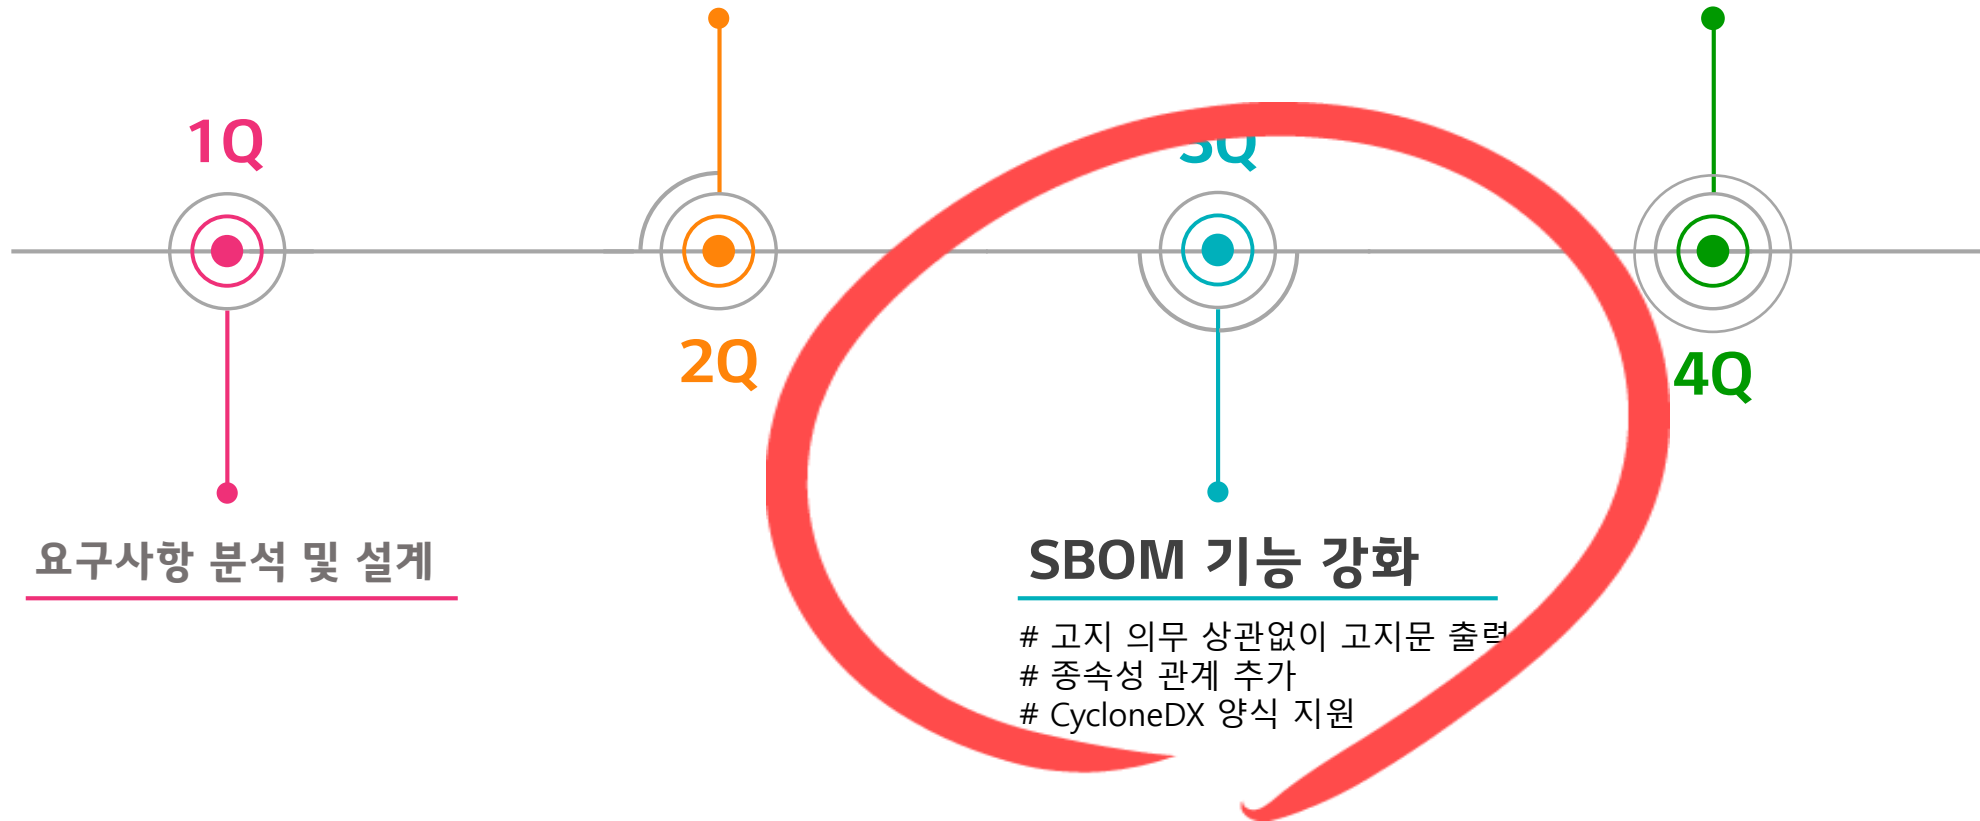 1Q
2Q
3Q
4Q
요구사항 분석 및 설계
SBOM 기능 강화
# 고지 의무 상관없이 고지문 출력
# 종속성 관계 추가
# CycloneDX 양식 지원